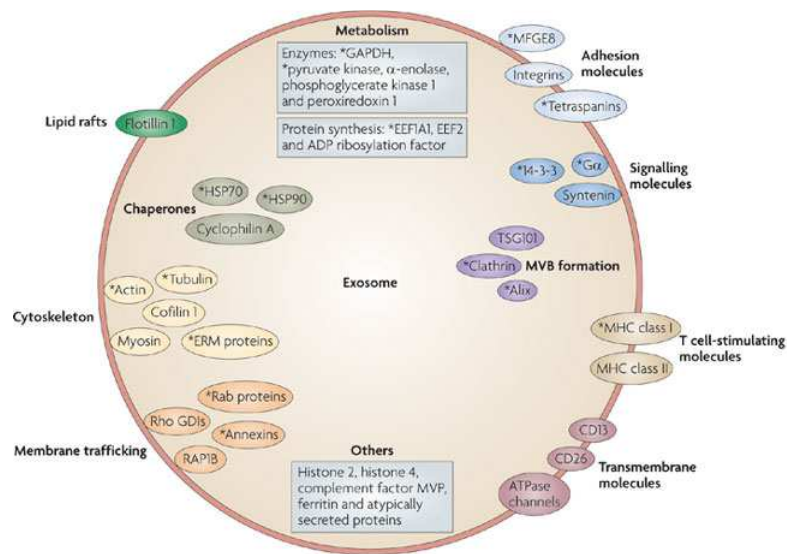 Metabolism
Enzymes: *GAPDH,
*pyruvate kinase, α-enolase,
phosphoglycerate kinase 1
and peroxiredoxin 1
Protein synthesis: *EEF1A1, EEF2
and ADP ribosylation factor
*MFGE8
Integrins
*Tetraspanins
Adhesion
molecules
Lipid rafts
Flotillin 1
*14-3-3
*Gα
Syntenin
Signalling
molecules
*HSP70
*HSP90
Cyclophilin A
Chaperones
TSG101
*Clathrin
*Alix
MVB formation
Exosome
Cytoskeleton
*Actin
*Tubulin
Cofilin 1
Myosin
*ERM proteins
*MHC class I
MHC class II
T cell-stimulating
molecules
Membrane trafficking
*Rab proteins
Rho GDIs
*Annexins
RAP1B
CD13
CD26
ATPase
channels
Transmembrane
molecules
Others
Histone 2, histone 4,
complement factor MVP,
ferritin and atypically
secreted proteins